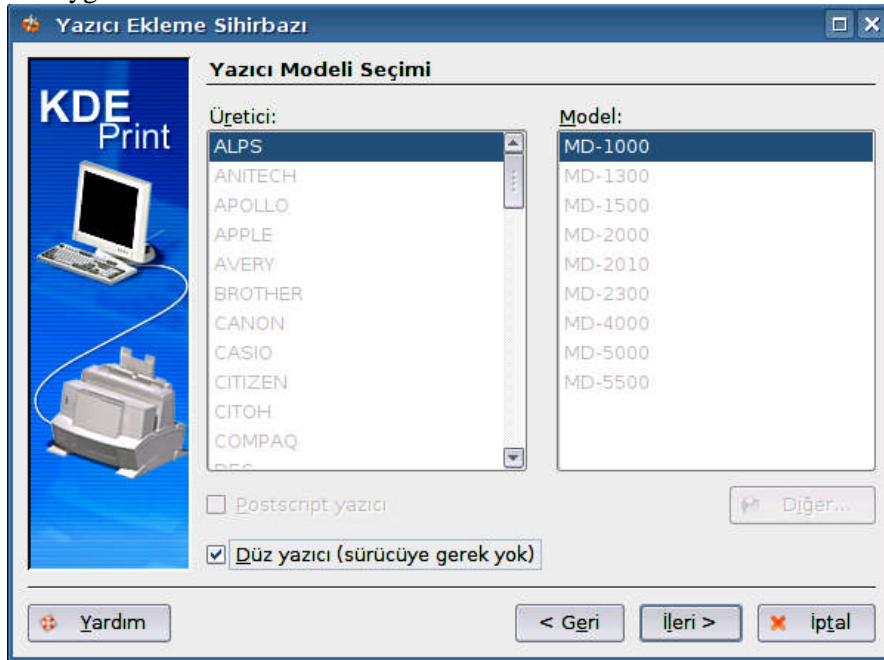 Yazıcı Ekleme Sihirbazı
KDE
Print
Yazıcı Modeli Seçimi
Üretici:
ALPS
ANITECH
APOLLO
APPLE
AVERY
BROTHER
CANON
CASIO
CITIZEN
CITOH
COMPAQ
Model:
MD-1000
MD-1300
MD-1500
MD-2000
MD-2010
MD-2300
MD-4000
MD-5000
MD-5500
Postscript yazıcı
Diğer...
Düz yazıcı (sürücüye gerek yok)
Yardım
< Geri
İleri >
İptal